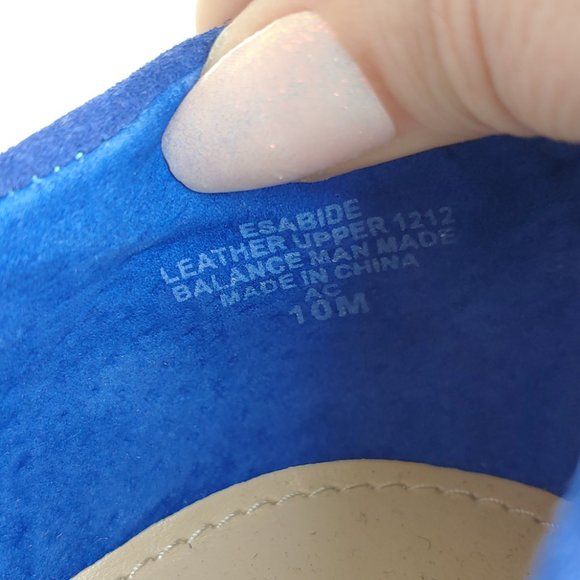 ESABIDE
LEATHER UPPER 1212
BALANCE MAN MADE
MADE IN CHINA
AC
10M